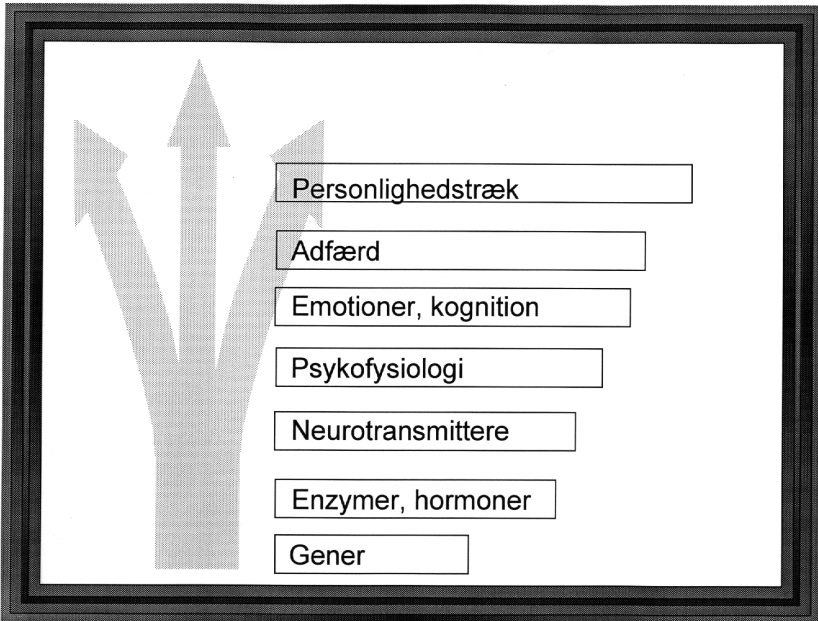 Personlighedstræk
Adfærd
Emotioner, kognition
Psykofysiologi
Neurotransmittere
Enzymer, hormoner
Gener